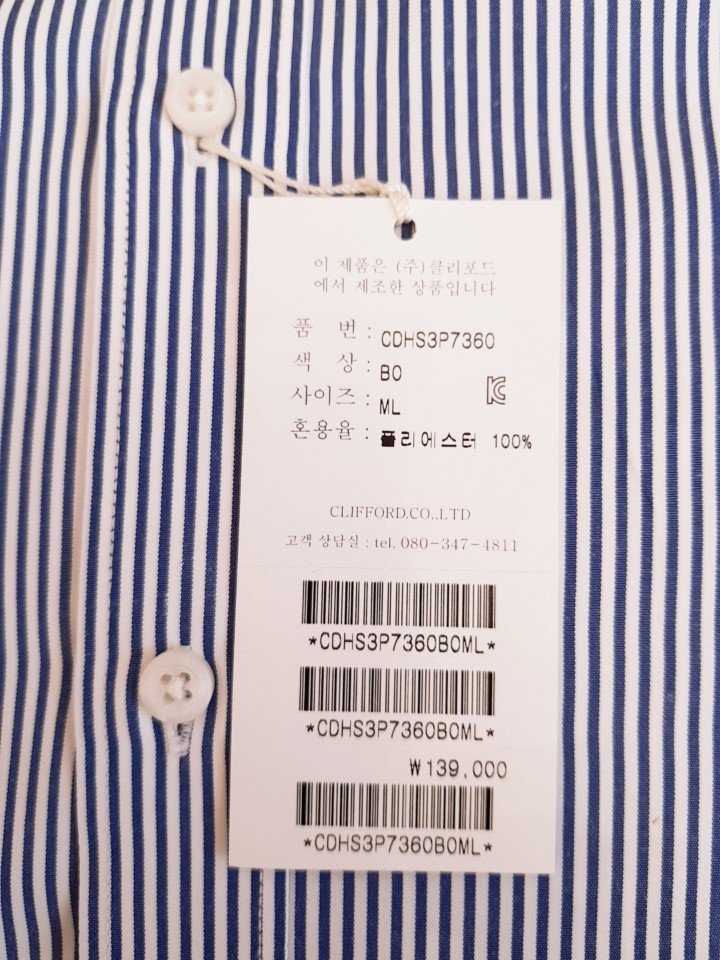 이 제품은 (주)클리포드
에서 제조한 상품입니다
품 번 : CDHS3P7360
색 상 : BO
사이즈 : ML
혼용율 : 폴리에스터 100%
CLIFFORD.CO.,LTD
고객 상담실 : tel. 080-347-4811
*CDHS3P7360BOML*
*CDHS3P7360BOML*
₩139,000
*CDHS3P7360BOML*